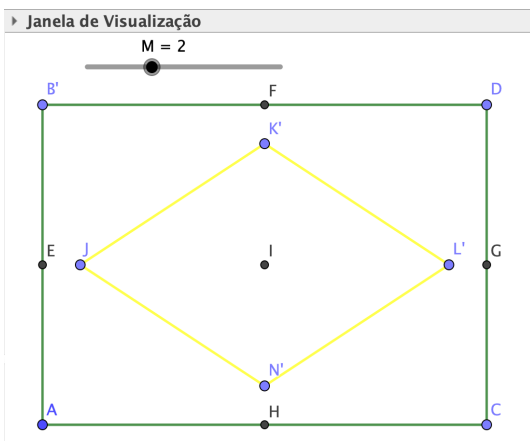 Janela de Visualização
M = 2
B' F D
K'
E J I L' G
N'
A H C